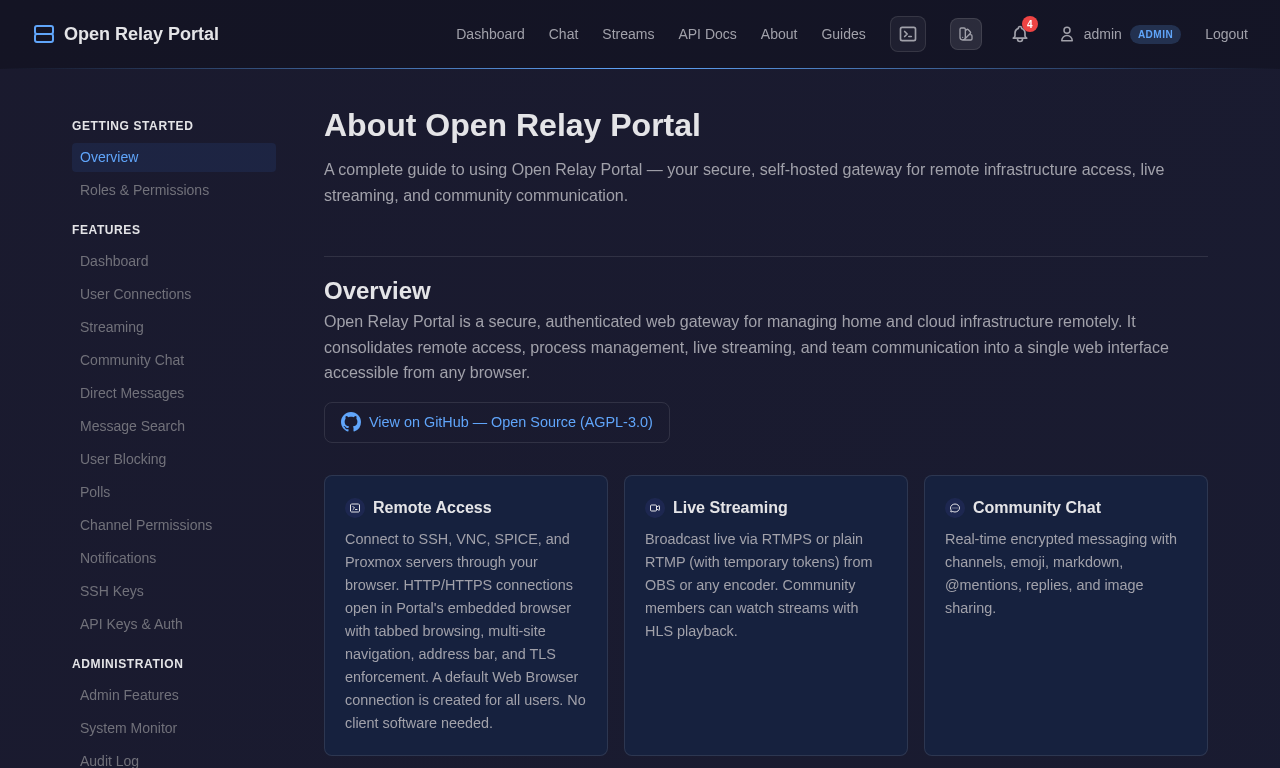 Open Relay Portal
Dashboard Chat Streams API Docs About Guides 4 admin ADMIN Logout
GETTING STARTED
Overview
Roles & Permissions
FEATURES
Dashboard
User Connections
Streaming
Community Chat
Direct Messages
Message Search
User Blocking
Polls
Channel Permissions
Notifications
SSH Keys
API Keys & Auth
ADMINISTRATION
Admin Features
System Monitor
Audit Log
About Open Relay Portal
A complete guide to using Open Relay Portal — your secure, self-hosted gateway for remote infrastructure access, live
streaming, and community communication.
Overview
Open Relay Portal is a secure, authenticated web gateway for managing home and cloud infrastructure remotely. It
consolidates remote access, process management, live streaming, and team communication into a single web interface
accessible from any browser.
View on GitHub — Open Source (AGPL-3.0)
Remote Access
Connect to SSH, VNC, SPICE, and
Proxmox servers through your
browser. HTTP/HTTPS connections
open in Portal's embedded browser
with tabbed browsing, multi-site
navigation, address bar, and TLS
enforcement. A default Web Browser
connection is created for all users. No
client software needed.
Live Streaming
Broadcast live via RTMPS or plain
RTMP (with temporary tokens) from
OBS or any encoder. Community
members can watch streams with
HLS playback.
Community Chat
Real-time encrypted messaging with
channels, emoji, markdown,
@mentions, replies, and image
sharing.